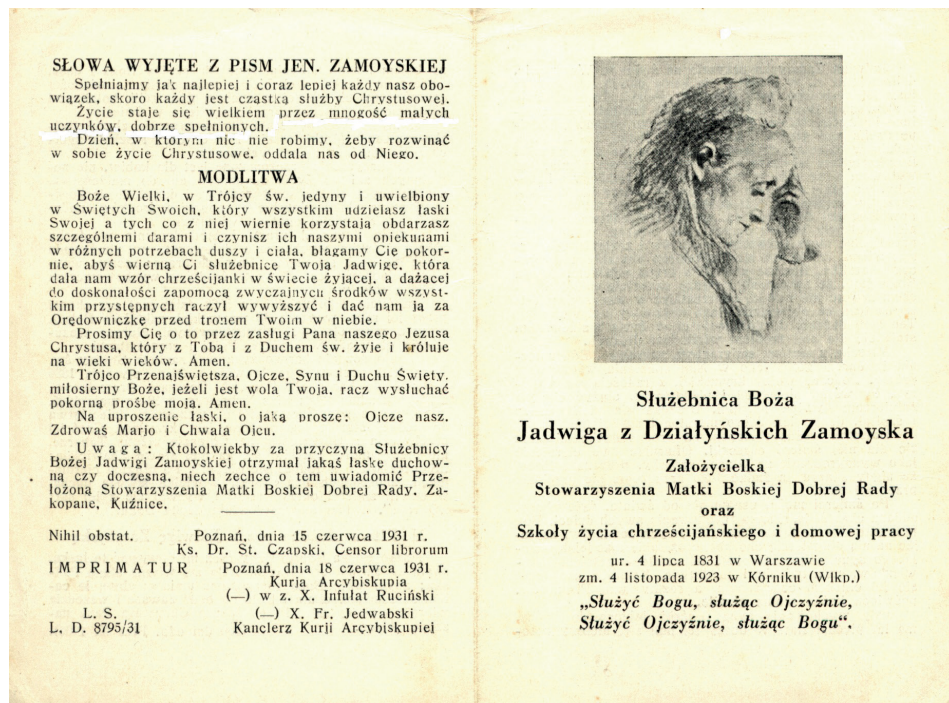 SŁOWA WYJĘTE Z PISM JEN. ZAMOYSKIEJ
Spełniajmy jak najlepiej i coraz lepiej każdy nasz obo-
wiązek, skoro każdy jest cząstką służby Chrystusowej.
Życie staje się wielkiem przez mnogość małych
uczynków, dobrze spełnionych.
Dzień, w którym nic nie robimy, żeby rozwinąć
w sobie życie Chrystusowe, oddala nas od Niego.
MODLITWA
Boże Wielki, w Trójcy św. jedyny i uwielbiony
w Świętych Swoich, który wszystkim udzielasz łaski
Swojej a tych co z niej wiernie korzystają obdarzasz
szczególnemi darami i czynisz ich naszymi opiekunami
w różnych potrzebach duszy i ciała, błagamy Cię pokor-
nie, abyś wierną Ci służebnicę Twoją Jadwigę, która
dała nam wzór chrześcijanki w świecie żyjącej, a dążącej
do doskonałości zapomocą zwyczajnych środków wszyst-
kim przystępnych raczył wywyższyć i dać nam ją za
Orędowniczkę przed tronem Twoim w niebie.
Prosimy Cię o to przez zasługi Pana naszego Jezusa
Chrystusa, który z Tobą i z Duchem św. żyje i króluje
na wieki wieków. Amen.
Trójco Przenajświętsza, Ojcze, Synu i Duchu Święty,
miłosierny Boże, jeżeli jest wola Twoja, racz wysłuchać
pokorną prośbę moją. Amen.
Na uproszenie łaski, o jaką proszę: Ojcze nasz.
Zdrowaś Marjo i Chwała Ojcu.
Uwaga: Ktokolwiekby za przyczyną Służebnicy
Bożej Jadwigi Zamoyskiej otrzymał jakąś łaskę duchow-
ną czy doczesną, niech zechce o tem uwiadomić Prze-
łożoną Stowarzyszenia Matki Boskiej Dobrej Rady. Za-
kopane, Kuźnice.
Nihil obstat. Poznań, dnia 15 czerwca 1931 r.
Ks. Dr. St. Czapski, Censor librorum
IMPRIMATUR Poznań, dnia 18 czerwca 1931 r.
Kurja Arcybiskupia
(—) w z. X. Infułat Ruciński
L. S. (—) X. Fr. Jedwabski
L. D. 8795/31 Kanclerz Kurji Arcybiskupiej
Służebnica Boża
Jadwiga z Działyńskich Zamoyska
Założycielka
Stowarzyszenia Matki Boskiej Dobrej Rady
oraz
Szkoły życia chrześcijańskiego i domowej pracy
ur. 4 lipca 1831 w Warszawie
zm. 4 listopada 1923 w Kórniku (Wlkp.)
„Służyć Bogu, służąc Ojczyźnie,
Służyć Ojczyźnie, służąc Bogu“.